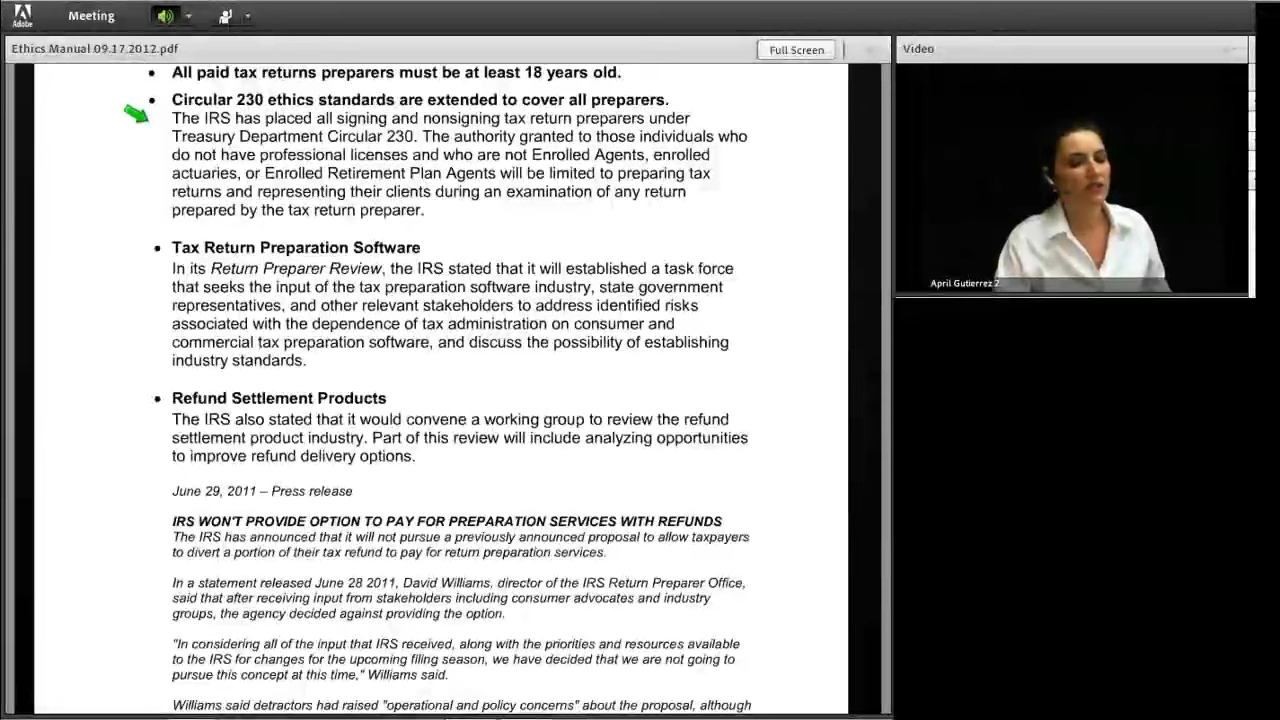 Adobe
Meeting
Ethics Manual 09.17.2012.pdf
Full Screen
Video
• All paid tax returns preparers must be at least 18 years old.
• Circular 230 ethics standards are extended to cover all preparers.
The IRS has placed all signing and nonsigning tax return preparers under
Treasury Department Circular 230. The authority granted to those individuals who
do not have professional licenses and who are not Enrolled Agents, enrolled
actuaries, or Enrolled Retirement Plan Agents will be limited to preparing tax
returns and representing their clients during an examination of any return
prepared by the tax return preparer.
• Tax Return Preparation Software
In its Return Preparer Review, the IRS stated that it will established a task force
that seeks the input of the tax preparation software industry, state government
representatives, and other relevant stakeholders to address identified risks
associated with the dependence of tax administration on consumer and
commercial tax preparation software, and discuss the possibility of establishing
industry standards.
• Refund Settlement Products
The IRS also stated that it would convene a working group to review the refund
settlement product industry. Part of this review will include analyzing opportunities
to improve refund delivery options.
June 29, 2011 – Press release
IRS WON'T PROVIDE OPTION TO PAY FOR PREPARATION SERVICES WITH REFUNDS
The IRS has announced that it will not pursue a previously announced proposal to allow taxpayers
to divert a portion of their tax refund to pay for return preparation services.
In a statement released June 28 2011, David Williams, director of the IRS Return Preparer Office,
said that after receiving input from stakeholders including consumer advocates and industry
groups, the agency decided against providing the option.
"In considering all of the input that IRS received, along with the priorities and resources available
to the IRS for changes for the upcoming filing season, we have decided that we are not going to
pursue this concept at this time," Williams said.
Williams said detractors had raised "operational and policy concerns" about the proposal, although
April Gutierrez 2